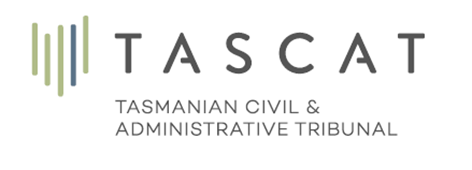 TASCAT
TASMANIAN CIVIL &
ADMINISTRATIVE TRIBUNAL